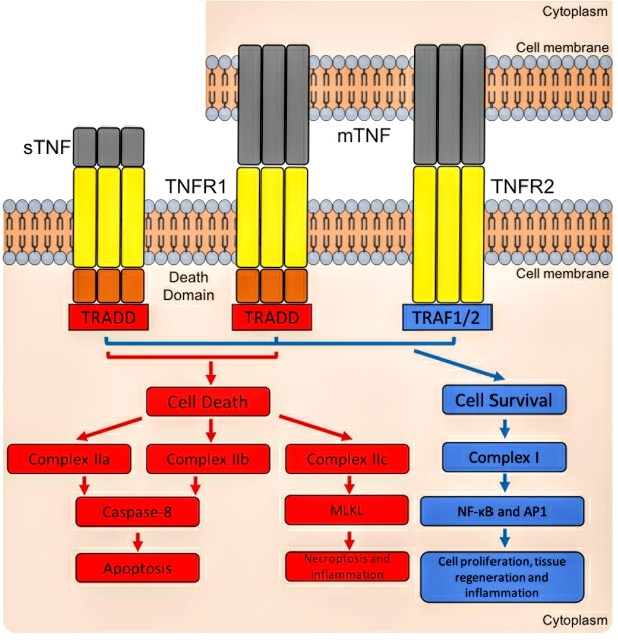 Cytoplasm
Cell membrane
sTNF
mTNF
TNFR1
TNFR2
Death
Domain
Cell membrane
TRADD
TRADD
TRAF1/2
Cell Death
Cell Survival
Complex IIa
Complex IIb
Complex IIc
Complex I
Caspase-8
MLKL
NF-κB and AP1
Apoptosis
Necroptosis and
inflammation
Cell proliferation, tissue
regeneration and
inflammation
Cytoplasm